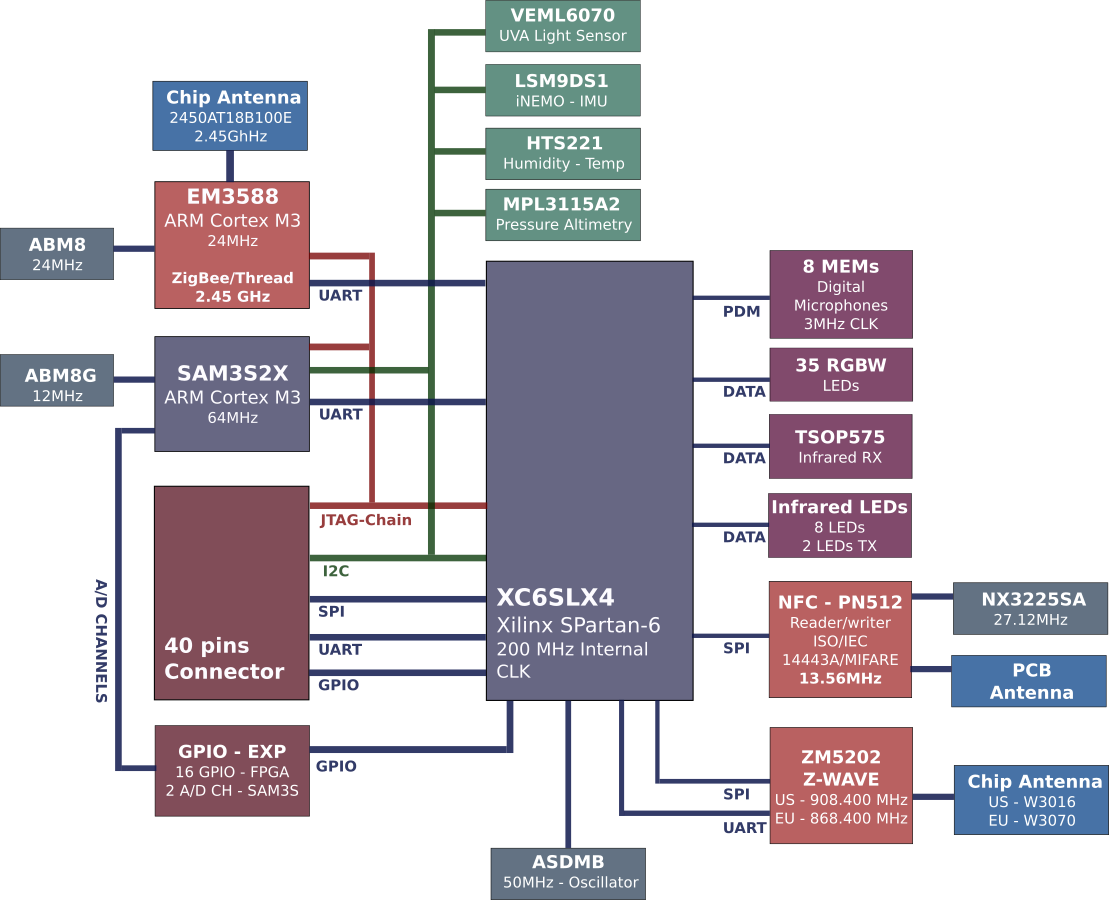 VEML6070
UVA Light Sensor
LSM9DS1
iNEMO - IMU
HTS221
Humidity - Temp
MPL3115A2
Pressure Altimetry
Chip Antenna
2450AT18B100E
2.45GhHz
EM3588
ARM Cortex M3
24MHz
ZigBee/Thread
2.45 GHz
ABM8
24MHz
UART
SAM3S2X
ARM Cortex M3
64MHz
ABM8G
12MHz
UART
40 pins
Connector
JTAG-Chain
I2C
SPI
UART
GPIO
A/D CHANNELS
GPIO - EXP
16 GPIO - FPGA
2 A/D CH - SAM3S
GPIO
XC6SLX4
Xilinx SPartan-6
200 MHz Internal
CLK
ASDMB
50MHz - Oscillator
PDM
8 MEMs
Digital
Microphones
3MHz CLK
DATA
35 RGBW
LEDs
DATA
TSOP575
Infrared RX
DATA
Infrared LEDs
8 LEDs
2 LEDs TX
SPI
NFC - PN512
Reader/writer
ISO/IEC
14443A/MIFARE
13.56MHz
NX3225SA
27.12MHz
PCB
Antenna
SPI
UART
ZM5202
Z-WAVE
US - 908.400 MHz
EU - 868.400 MHz
Chip Antenna
US - W3016
EU - W3070